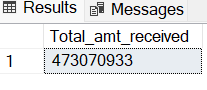 Results Messages
Total_amt_received
1 473070933